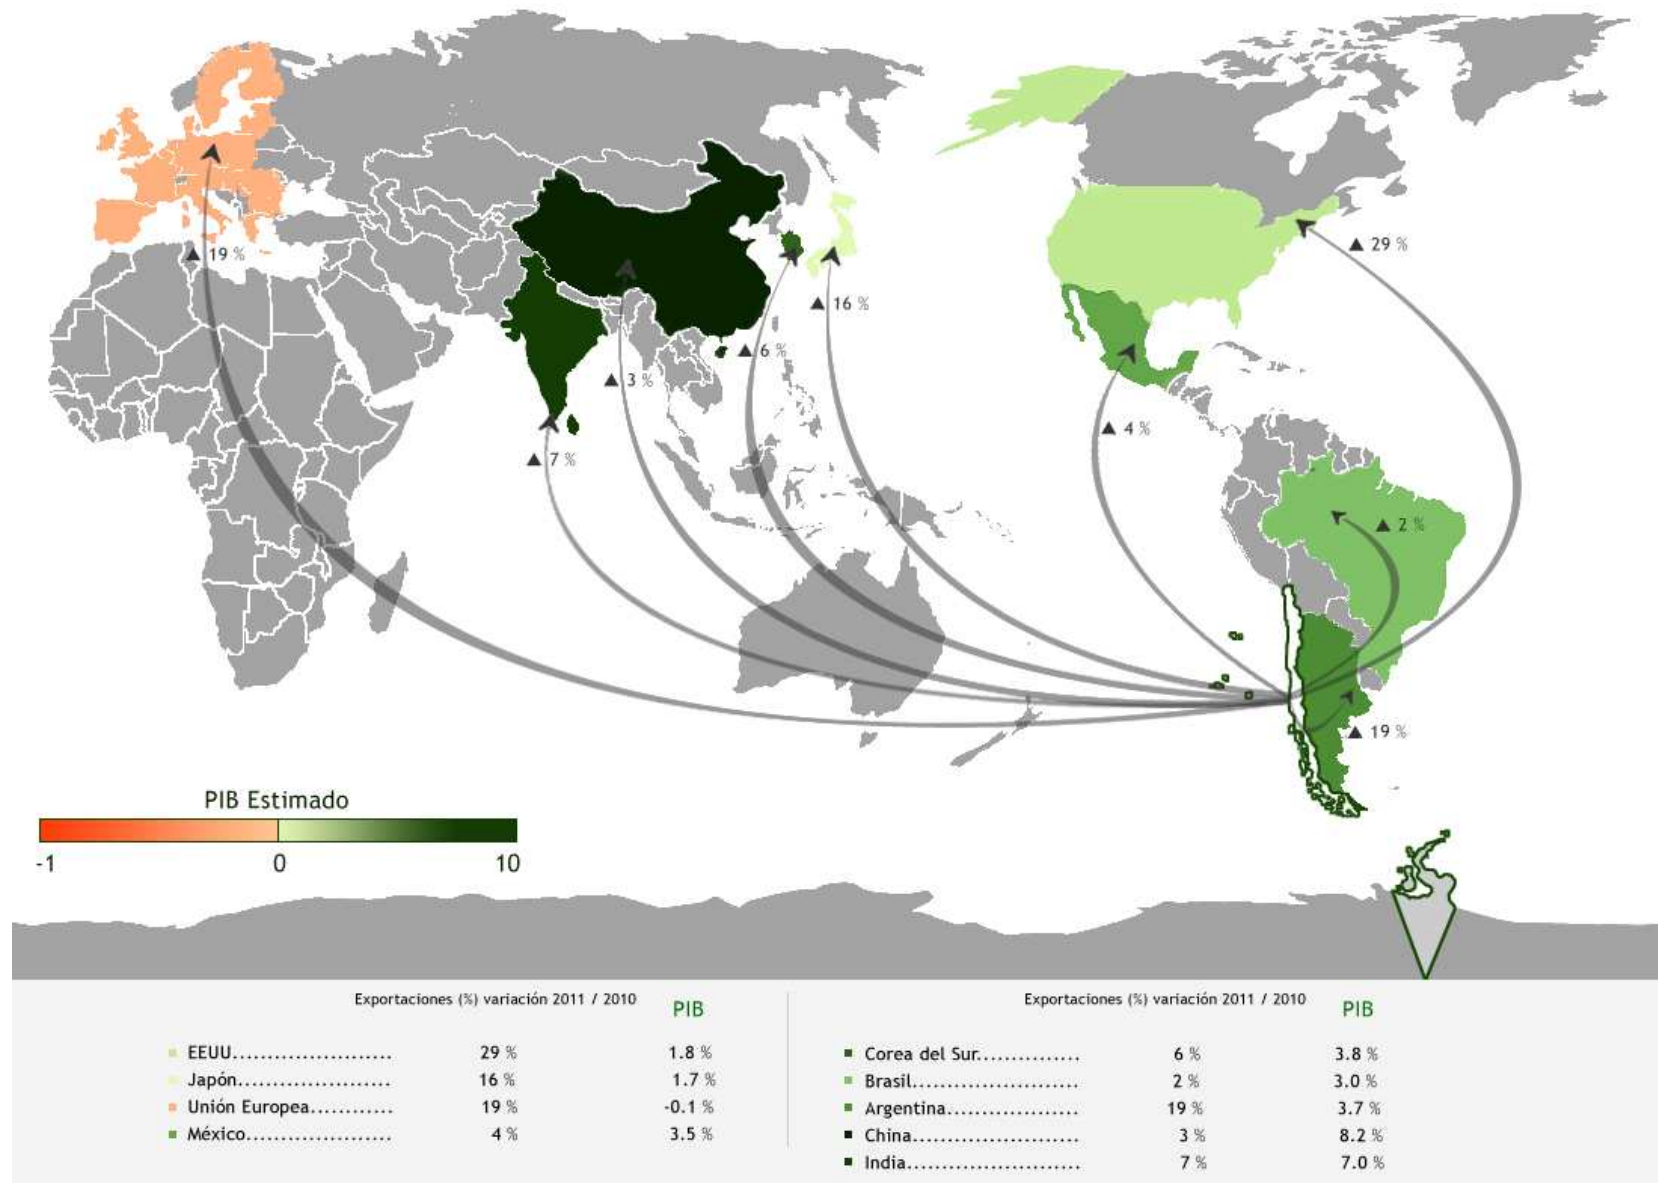 29 %
▲ 19 %
▲ 16 %
▲ 6 %
▲ 3 %
▲ 4 %
▲ 7 %
▲ 2 %
▲ 19 %
PIB Estimado
-1 0 10
Exportaciones (%) variación 2011 / 2010 PIB
EEUU....................... 29 % 1.8 %
Japón...................... 16 % 1.7 %
Unión Europea............ 19 % -0.1 %
México..................... 4 % 3.5 %
Exportaciones (%) variación 2011 / 2010 PIB
Corea del Sur............... 6 % 3.8 %
Brasil........................ 2 % 3.0 %
Argentina................... 19 % 3.7 %
China........................ 3 % 8.2 %
India......................... 7 % 7.0 %